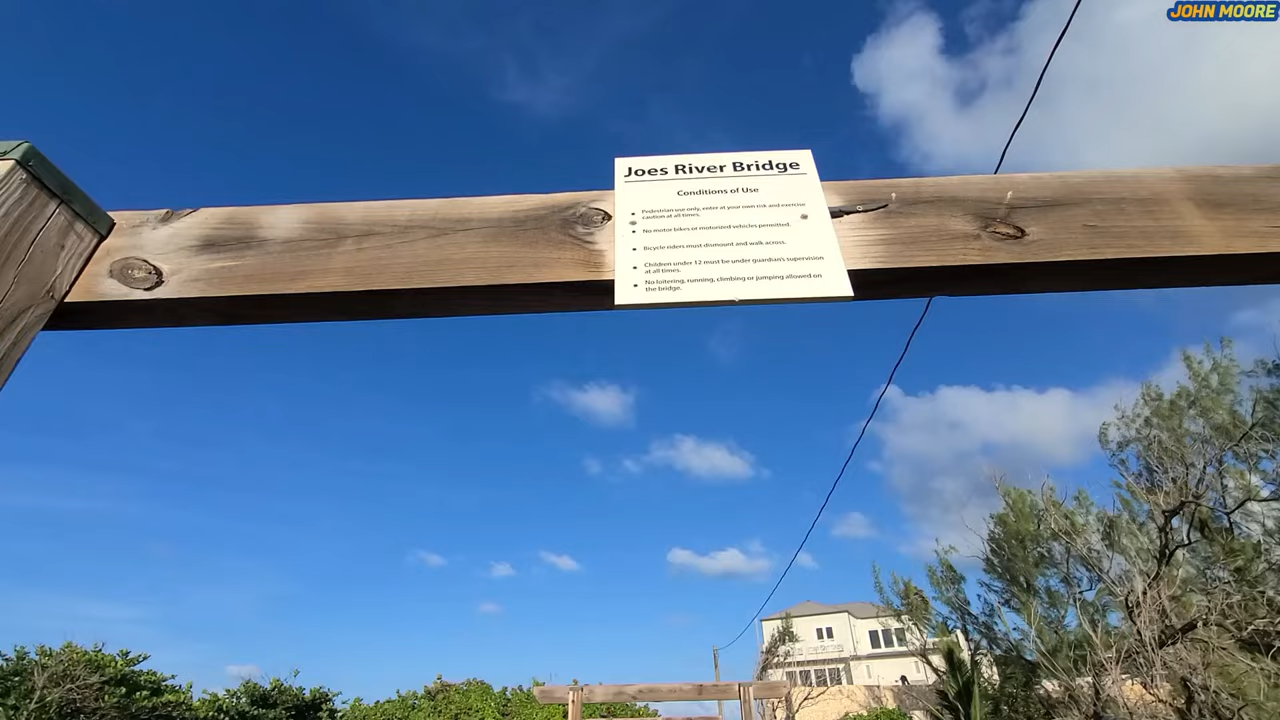 JOHN MOORE
Joes River Bridge
Conditions of Use
• Pedestrian use only, enter at your own risk and exercise
caution at all times.
• No motor bikes or motorized vehicles permitted.
• Bicycle riders must dismount and walk across.
• Children under 12 must be under guardian's supervision
at all times.
• No loitering, running, climbing or jumping allowed on
the bridge.